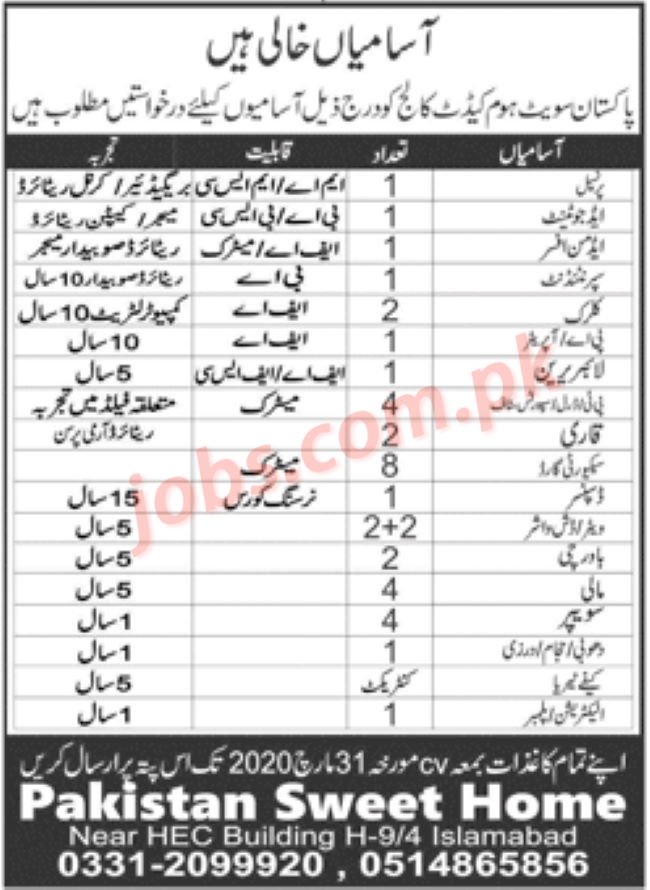 آسامیاں خالی ہیں
پاکستان سویٹ ہوم کیڈٹ کالج کو درج ذیل آسامیوں کیلئے درخواستیں مطلوب ہیں
آسامیاں تعداد قابلیت تجربہ
پرنسپل 1 ایم اے/ایم ایس سی بریگیڈئیر/کرنل ریٹائرڈ
ایڈجوٹینٹ 1 بی اے/بی ایس سی میجر/کیپٹن ریٹائرڈ
ایڈمن افسر 1 ایف اے/میٹرک ریٹائرڈ صوبیدار میجر
سپرنٹنڈنٹ 1 بی اے ریٹائرڈ صوبیدار 10 سال
کلرک 2 ایف اے کمپیوٹر لٹریٹ 10 سال
پی اے/آپریٹر 1 ایف اے 10 سال
لائبریرین 1 ایف اے/ایف ایس سی 5 سال
پی ٹی/ڈرل/سپورٹس سٹاف 4 میٹرک متعلقہ فیلڈ میں تجربہ
قاری 2 ریٹائرڈ آرمی پرسن
سیکیورٹی گارڈ 8 میٹرک
ڈسپنسر 1 نرسنگ کورس 15 سال
ویٹر/ڈش واشر 2+2 5 سال
باورچی 2 5 سال
مالی 4 5 سال
سویپر 4 1 سال
دھوبی/حجام/درزی 1 1 سال
کیفے ٹیریا کنٹریکٹ 5 سال
الیکٹریشن/پلمبر 1 1 سال
jobs.com.pk
اپنے تمام کاغذات بمعہ cv مورخہ 31 مارچ 2020 تک اس پتہ پر ارسال کریں
Pakistan Sweet Home
Near HEC Building H-9/4 Islamabad
0331-2099920 , 0514865856